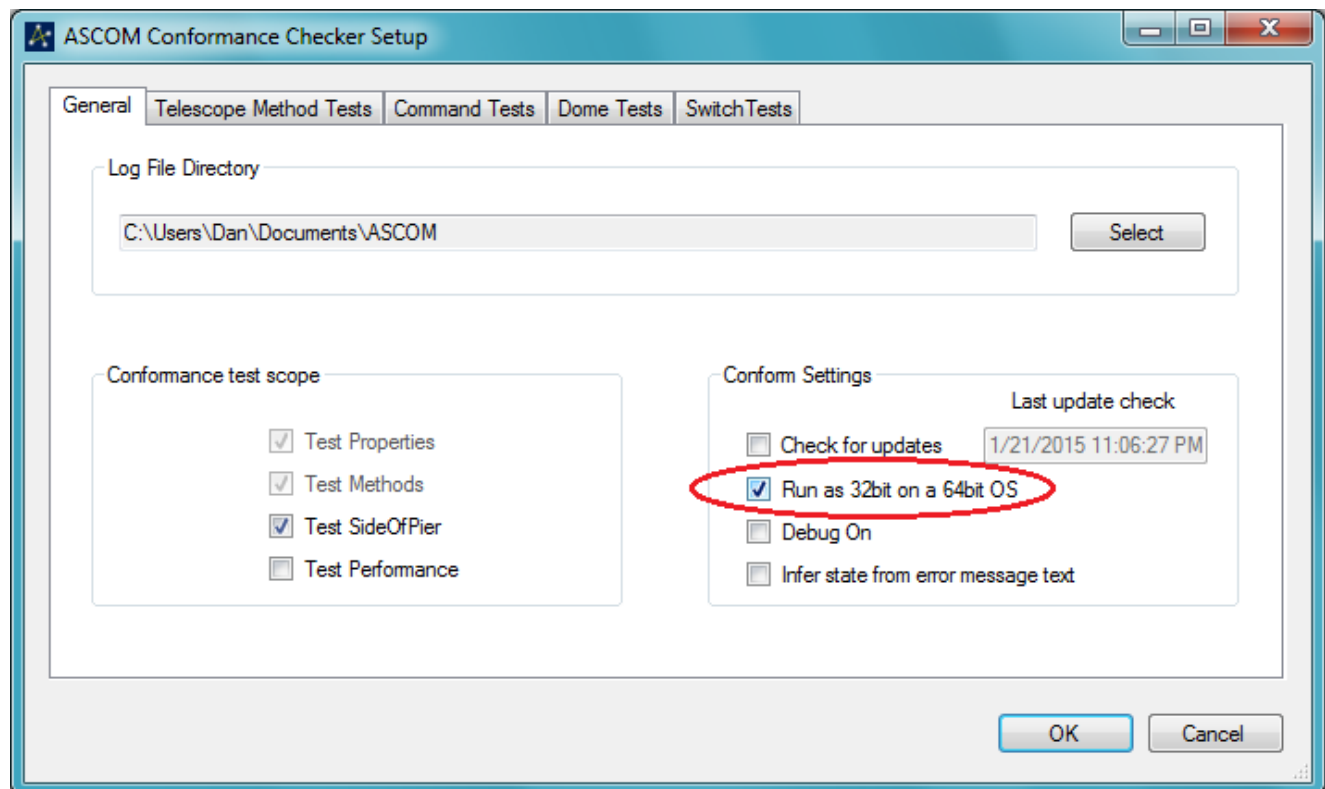 ASCOM Conformance Checker Setup
General Telescope Method Tests Command Tests Dome Tests SwitchTests
Log File Directory
C:\Users\Dan\Documents\ASCOM Select
Conformance test scope
Test Properties
Test Methods
Test SideOfPier
Test Performance
Conform Settings
Last update check
Check for updates 1/21/2015 11:06:27 PM
Run as 32bit on a 64bit OS
Debug On
Infer state from error message text
OK Cancel